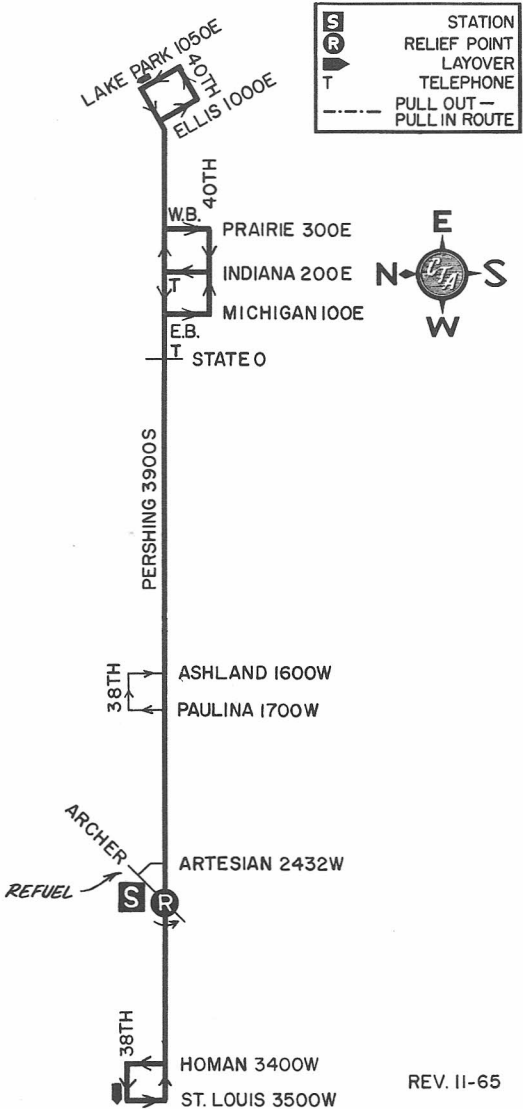 S STATION
R RELIEF POINT
LAYOVER
T TELEPHONE
PULL OUT —
PULL IN ROUTE
LAKE PARK 1050E
40TH
ELLIS 1000E
40TH
W.B.
PRAIRIE 300E
T
INDIANA 200E
MICHIGAN 100E
E.B.
T
STATE 0
E
N
CTA
S
W
PERSHING 3900S
38TH
ASHLAND 1600W
PAULINA 1700W
ARCHER
ARTESIAN 2432W
REFUEL
S
R
38TH
HOMAN 3400W
ST. LOUIS 3500W
REV. 11-65